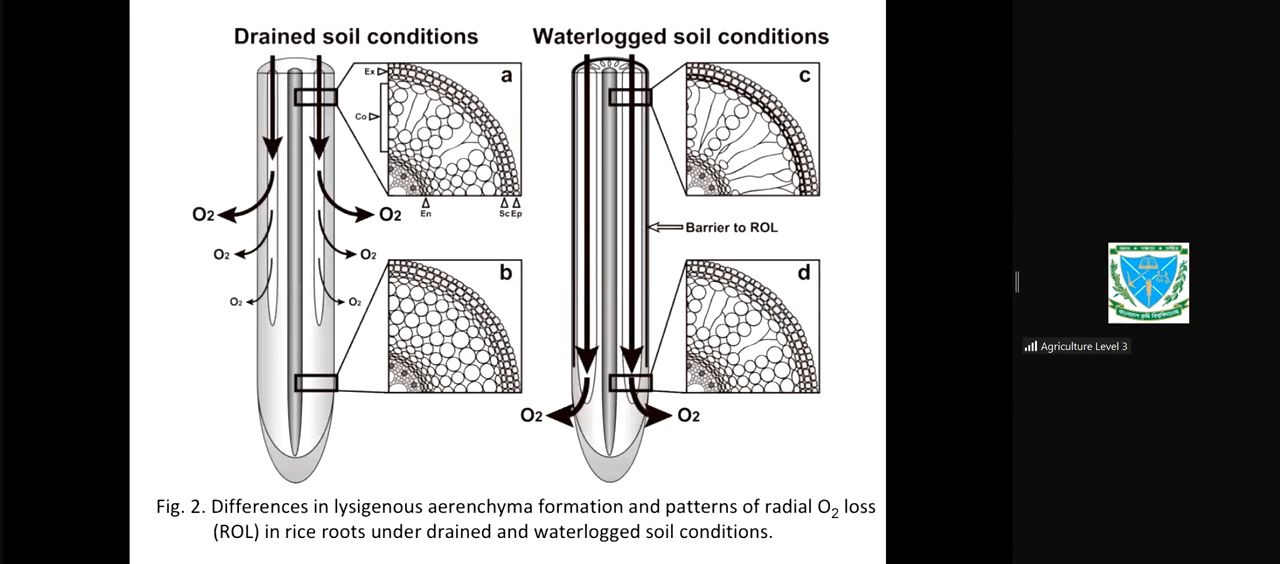 Drained soil conditions
Waterlogged soil conditions
a
Ex
Co
En
Sc Ep
O2
O2
O2
O2
O2
O2
b
c
Barrier to ROL
d
O2
O2
Fig. 2. Differences in lysigenous aerenchyma formation and patterns of radial O2 loss
(ROL) in rice roots under drained and waterlogged soil conditions.
Agriculture Level 3